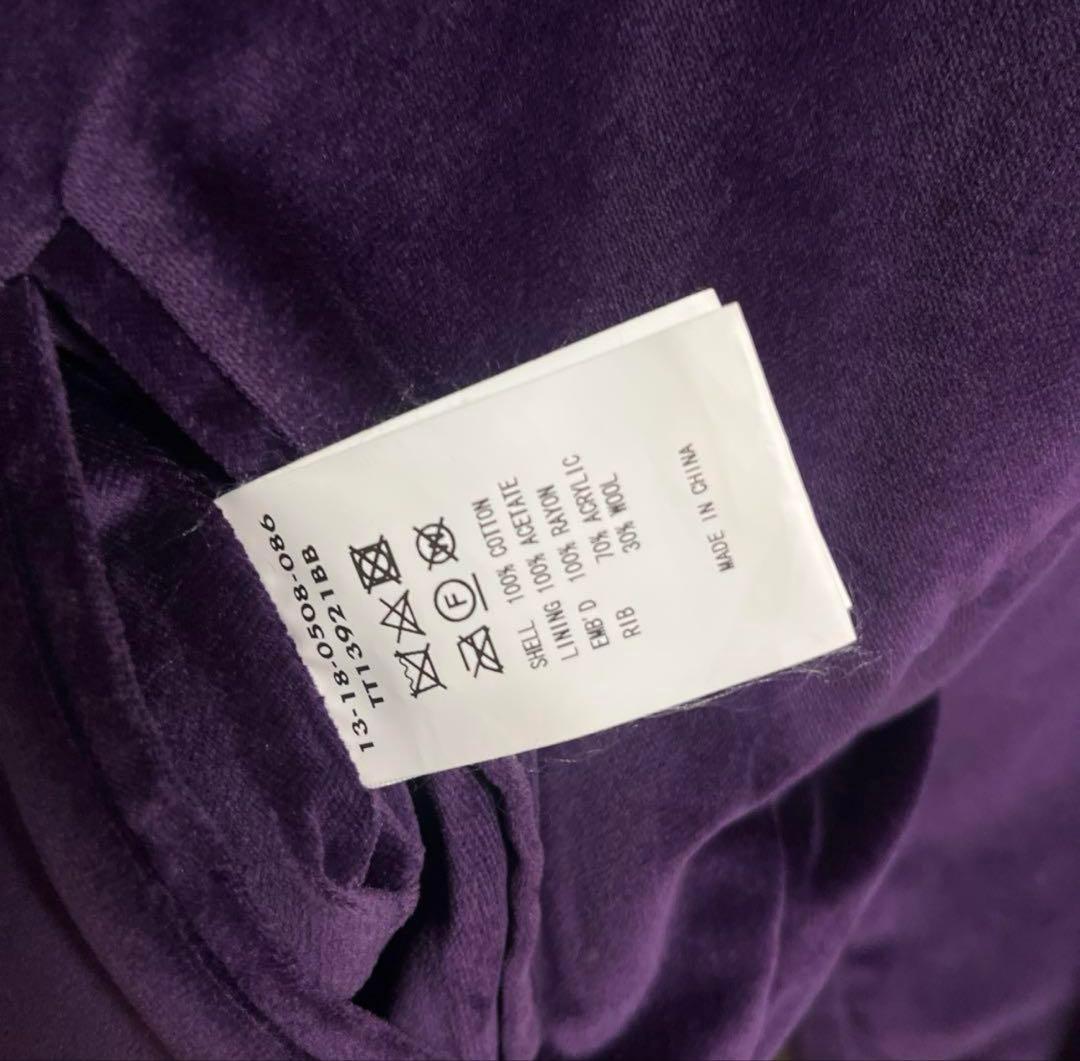 13-18-0508-086
TT13921BB
F
W
SHELL 100% COTTON
LINING 100% ACETATE
EMB'D 100% RAYON
RIB 70% ACRYLIC
30% WOOL
MADE IN CHINA